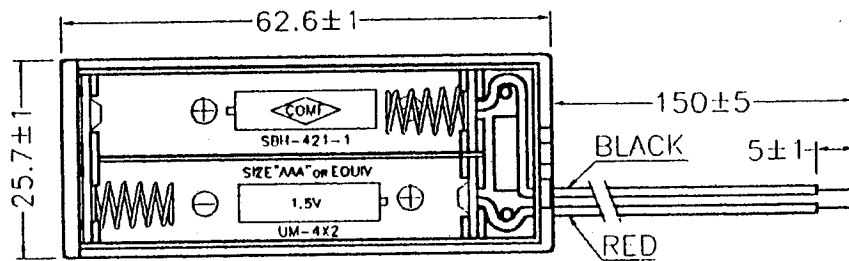 62.6±1
25.7±1
COMF
SBH-421-1
SIZE "AAA" OR EQUIV
1.5V
UM-4X2
150±5
BLACK
5±1
RED